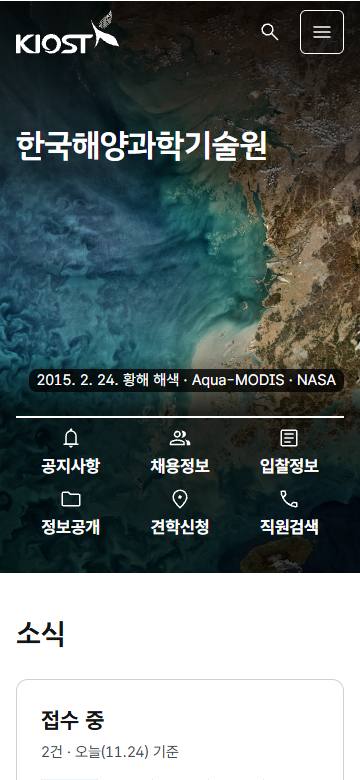 KIOST
한국해양과학기술원
2015. 2. 24. 황해 해색 · Aqua-MODIS · NASA
공지사항 채용정보 입찰정보
정보공개 견학신청 직원검색
소식
접수 중
2건 · 오늘(11.24) 기준